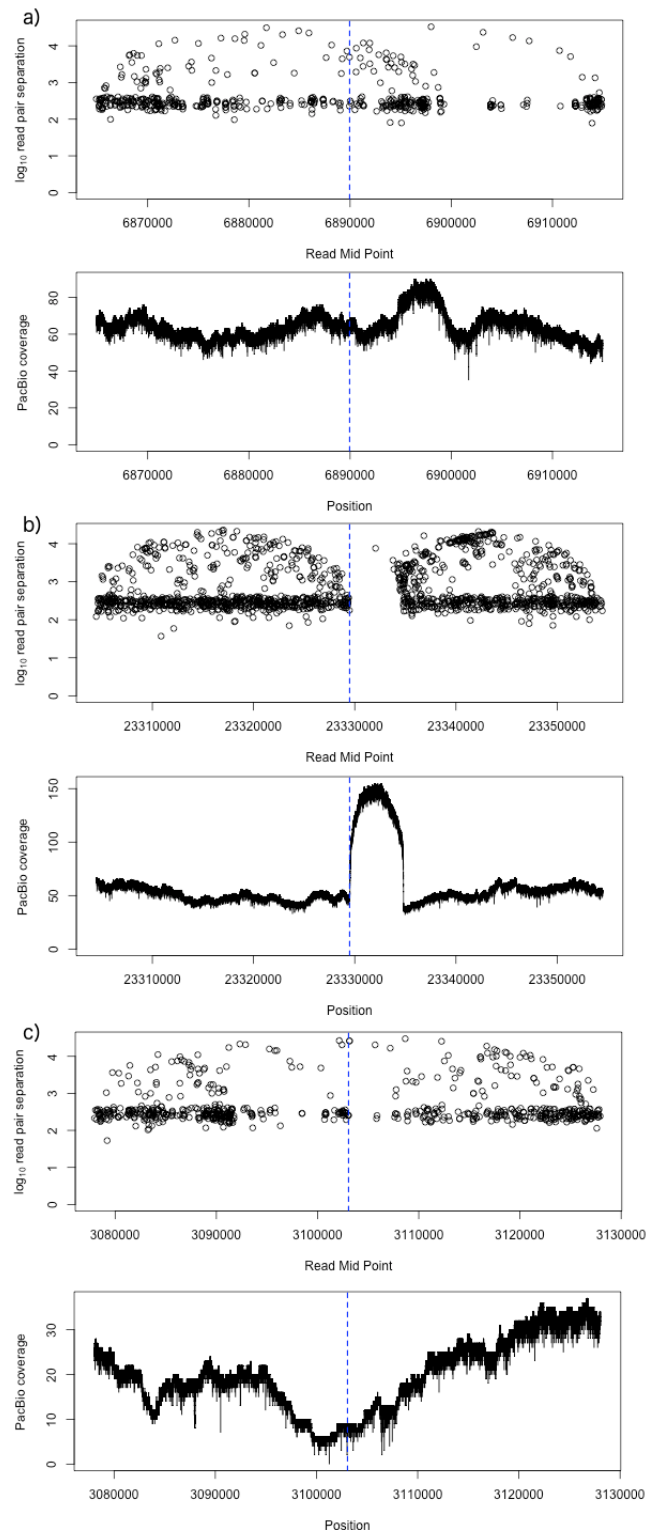 a)
log10 read pair separation
4
3
2
1
0
6870000 6880000 6890000 6900000 6910000
Read Mid Point
PacBio coverage
80
60
40
20
0
6870000 6880000 6890000 6900000 6910000
Position
b)
log10 read pair separation
4
3
2
1
0
23310000 23320000 23330000 23340000 23350000
Read Mid Point
PacBio coverage
150
100
50
0
23310000 23320000 23330000 23340000 23350000
Position
c)
log10 read pair separation
4
3
2
1
0
3080000 3090000 3100000 3110000 3120000 3130000
Read Mid Point
PacBio coverage
30
20
10
0
3080000 3090000 3100000 3110000 3120000 3130000
Position